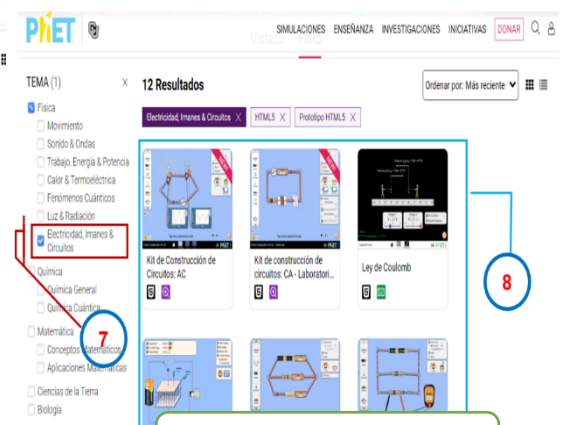 PhET
SIMULACIONES ENSEÑANZA INVESTIGACIONES INICIATIVAS DONAR
TEMA (1) ×
12 Resultados
Ordenar por: Más reciente
Electricidad, Imanes & Circuitos X HTML5 X Prototipo HTML5 X
Física
Movimiento
Sonido & Ondas
Trabajo, Energía & Potencia
Calor & Termoeléctrica
Fenómenos Cuánticos
Luz & Radiación
Electricidad, Imanes &
Circuitos
Química
Química General
Química Cuántica
Matemática
Conceptos Matemáticos
Aplicaciones Matemáticas
Ciencias de la Tierra
Biología
7
Kit de Construcción de
Circuitos: AC
Kit de construcción de
circuitos: CA - Laboratori...
Ley de Coulomb
8